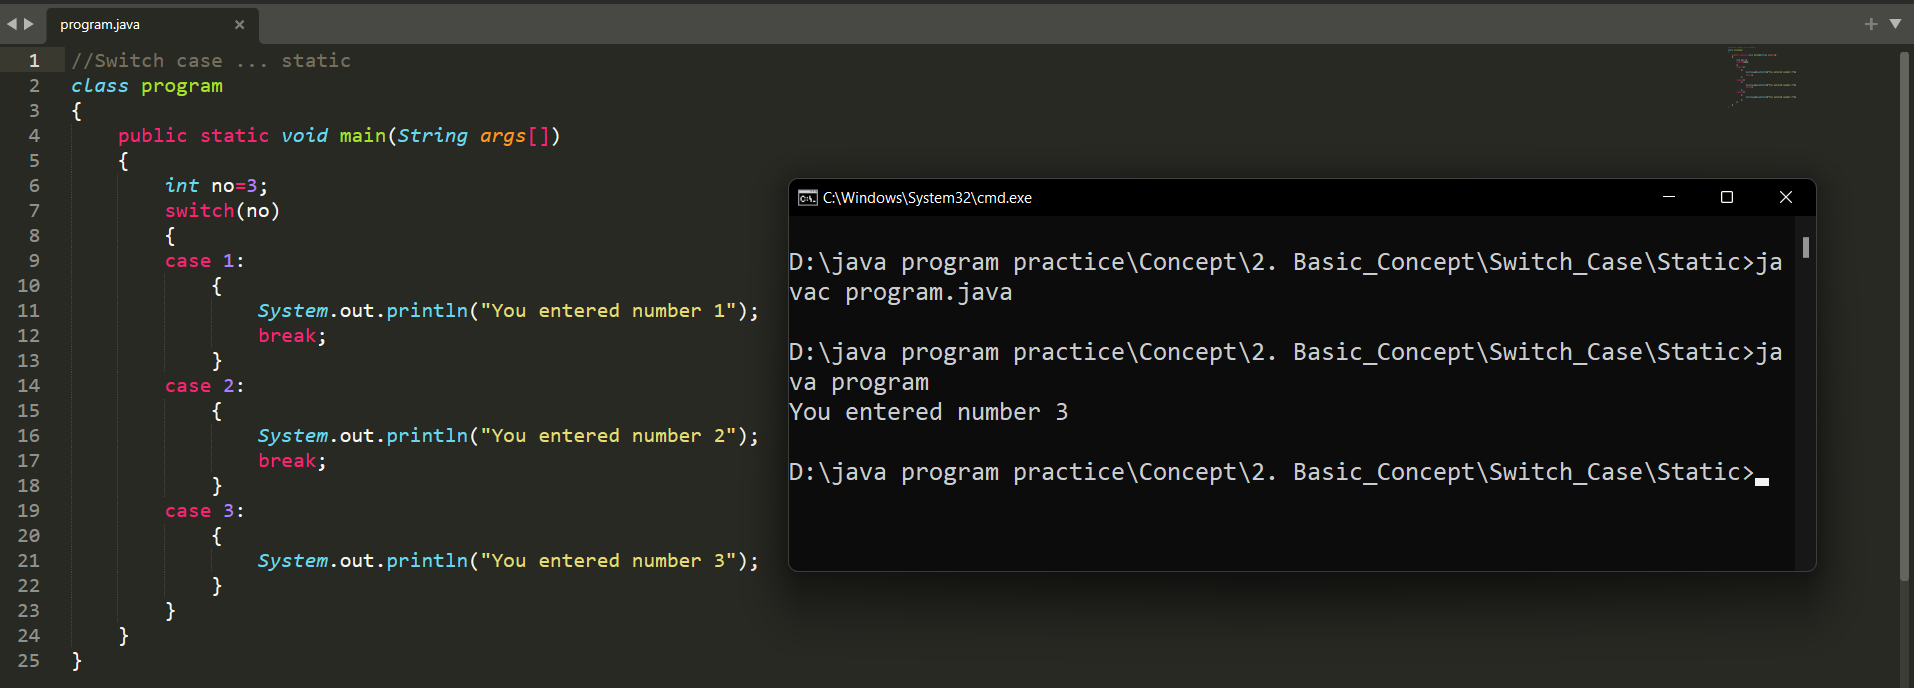 program.java
1 //Switch case ... static
2 class program
3 {
4 public static void main(String args[])
5 {
6 int no=3;
7 switch(no)
8 {
9 case 1:
10 {
11 System.out.println("You entered number 1");
12 break;
13 }
14 case 2:
15 {
16 System.out.println("You entered number 2");
17 break;
18 }
19 case 3:
20 {
21 System.out.println("You entered number 3");
22 }
23 }
24 }
25 }
C:\Windows\System32\cmd.exe
D:\java program practice\Concept\2. Basic_Concept\Switch_Case\Static>ja
vac program.java
D:\java program practice\Concept\2. Basic_Concept\Switch_Case\Static>ja
va program
You entered number 3
D:\java program practice\Concept\2. Basic_Concept\Switch_Case\Static>